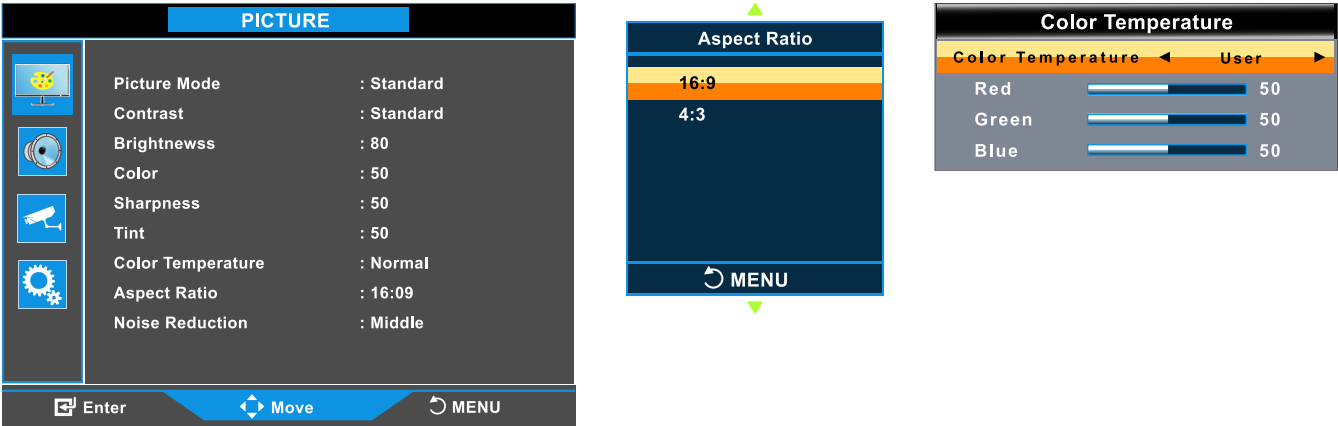 PICTURE
Picture Mode : Standard
Contrast : Standard
Brightnewss : 80
Color : 50
Sharpness : 50
Tint : 50
Color Temperature : Normal
Aspect Ratio : 16:09
Noise Reduction : Middle
Enter Move MENU
Aspect Ratio
16:9
4:3
MENU
Color Temperature
Color Temperature ◄ User ►
Red 50
Green 50
Blue 50